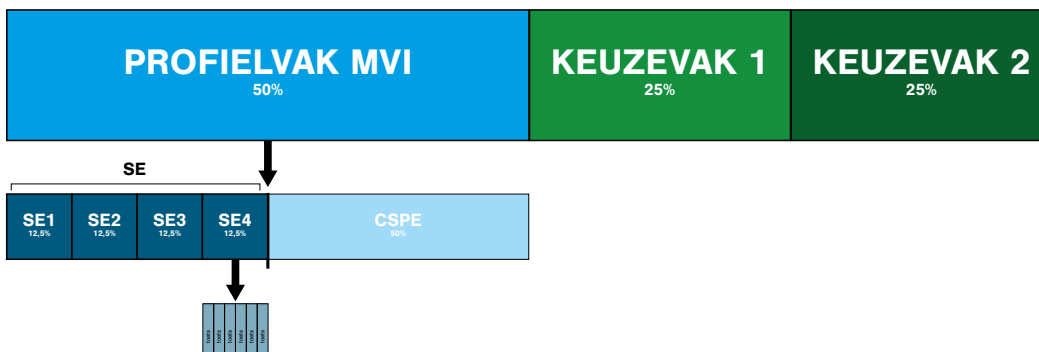 PROFIELVAK MVI
50%
KEUZEVAK 1
25%
KEUZEVAK 2
25%
SE
SE1
12,5%
SE2
12,5%
SE3
12,5%
SE4
12,5%
CSPE
50%
toets
toets
toets
toets
toets
toets